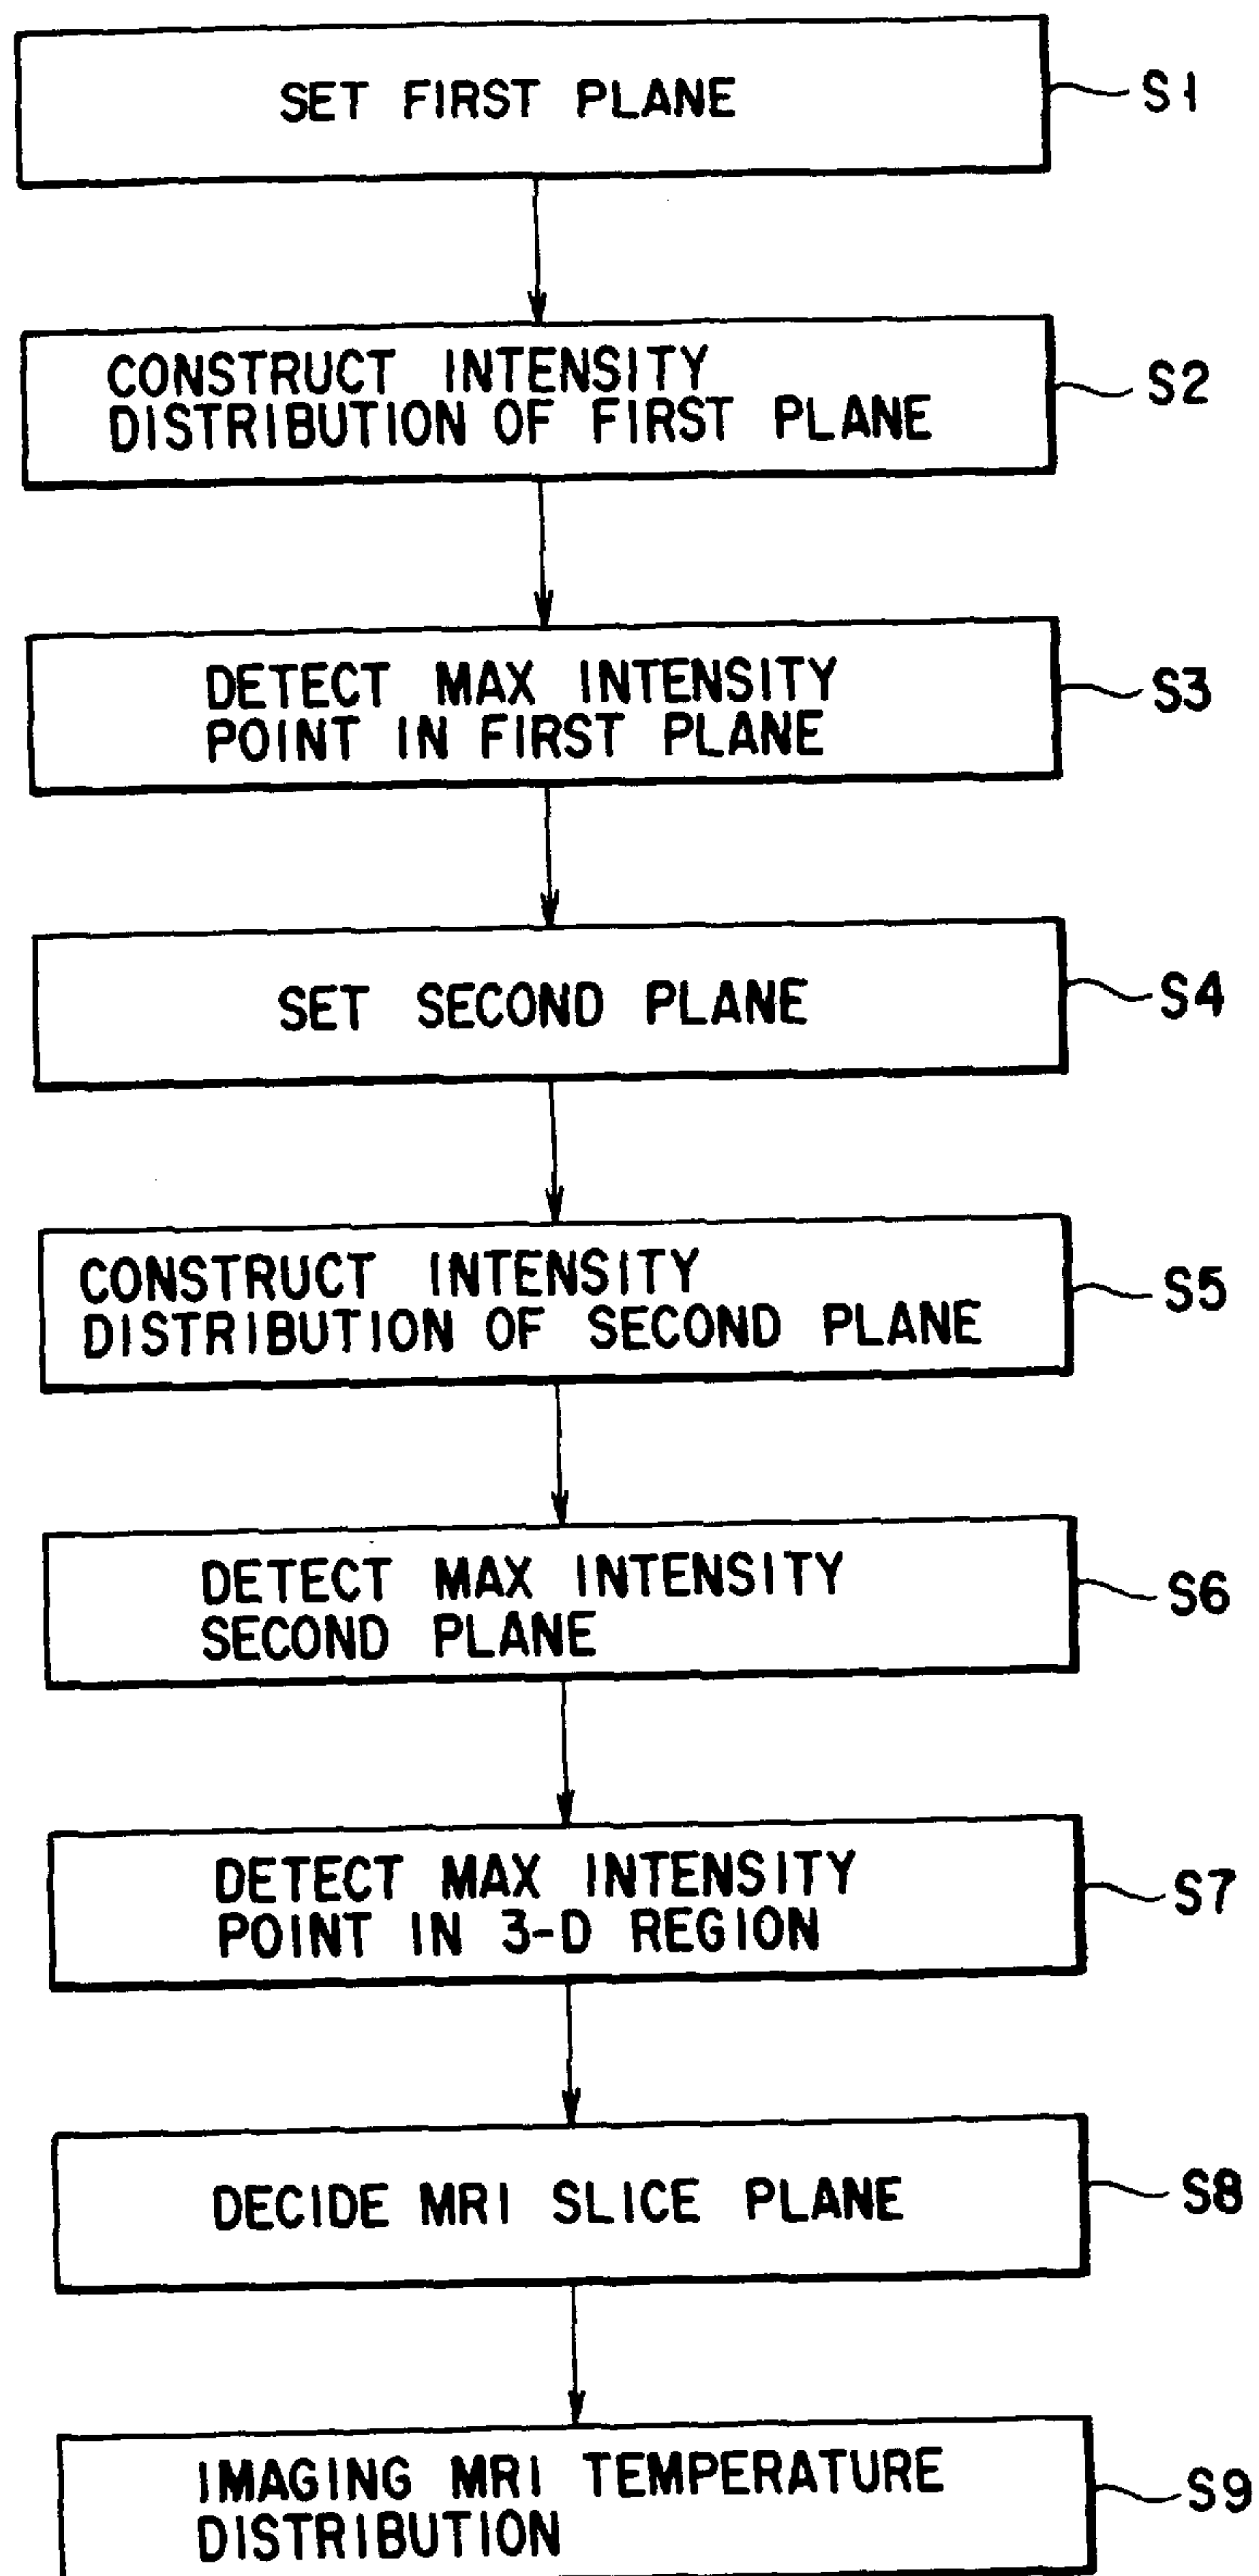 SET FIRST PLANE
S1
CONSTRUCT INTENSITY
DISTRIBUTION OF FIRST PLANE
S2
DETECT MAX INTENSITY
POINT IN FIRST PLANE
S3
SET SECOND PLANE
S4
CONSTRUCT INTENSITY
DISTRIBUTION OF SECOND PLANE
S5
DETECT MAX INTENSITY
SECOND PLANE
S6
DETECT MAX INTENSITY
POINT IN 3-D REGION
S7
DECIDE MRI SLICE PLANE
S8
IMAGING MRI TEMPERATURE
DISTRIBUTION
S9